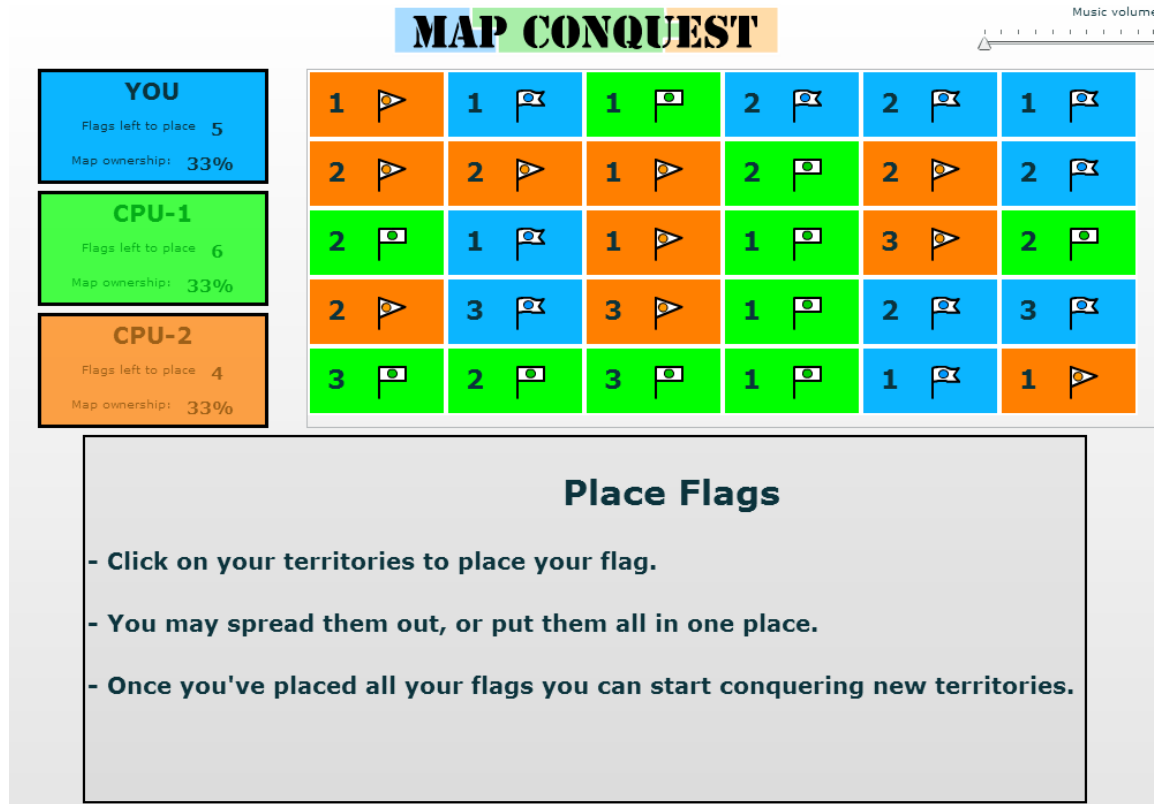 MAP CONQUEST
Music volume
YOU
Flags left to place 5
Map ownership: 33%
CPU-1
Flags left to place 6
Map ownership: 33%
CPU-2
Flags left to place 4
Map ownership: 33%
1 1 1 2 2 1
2 2 1 2 2 2
2 1 1 1 3 2
2 3 3 1 2 3
3 2 3 1 1 1
Place Flags
- Click on your territories to place your flag.
- You may spread them out, or put them all in one place.
- Once you've placed all your flags you can start conquering new territories.